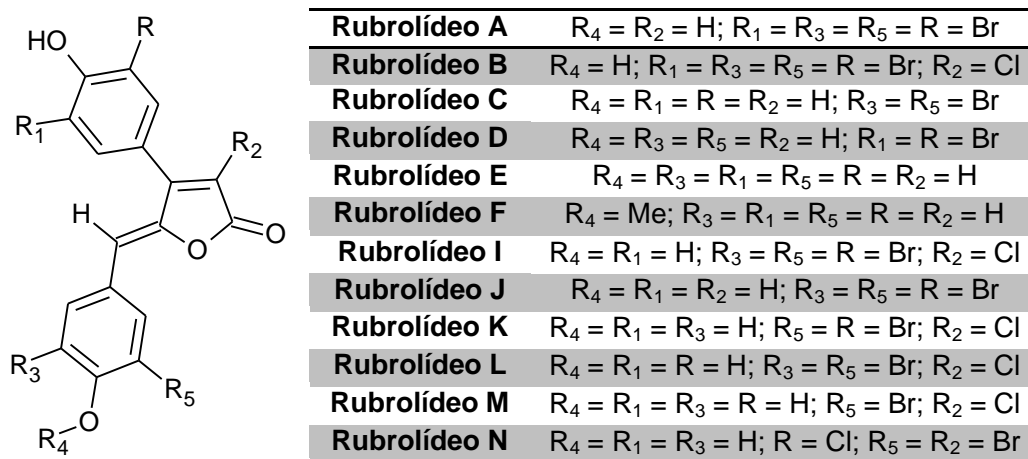 HO
R
R₁
R₂
H
O
O
R₃
R₅
O
R₄
Rubrolídeo A R₄ = R₂ = H; R₁ = R₃ = R₅ = R = Br
Rubrolídeo B R₄ = H; R₁ = R₃ = R₅ = R = Br; R₂ = Cl
Rubrolídeo C R₄ = R₁ = R = R₂ = H; R₃ = R₅ = Br
Rubrolídeo D R₄ = R₃ = R₅ = R₂ = H; R₁ = R = Br
Rubrolídeo E R₄ = R₃ = R₁ = R₅ = R = R₂ = H
Rubrolídeo F R₄ = Me; R₃ = R₁ = R₅ = R = R₂ = H
Rubrolídeo I R₄ = R₁ = H; R₃ = R₅ = R = Br; R₂ = Cl
Rubrolídeo J R₄ = R₁ = R₂ = H; R₃ = R₅ = R = Br
Rubrolídeo K R₄ = R₁ = R₃ = H; R₅ = R = Br; R₂ = Cl
Rubrolídeo L R₄ = R₁ = R = H; R₃ = R₅ = Br; R₂ = Cl
Rubrolídeo M R₄ = R₁ = R₃ = R = H; R₅ = Br; R₂ = Cl
Rubrolídeo N R₄ = R₁ = R₃ = H; R = Cl; R₅ = R₂ = Br